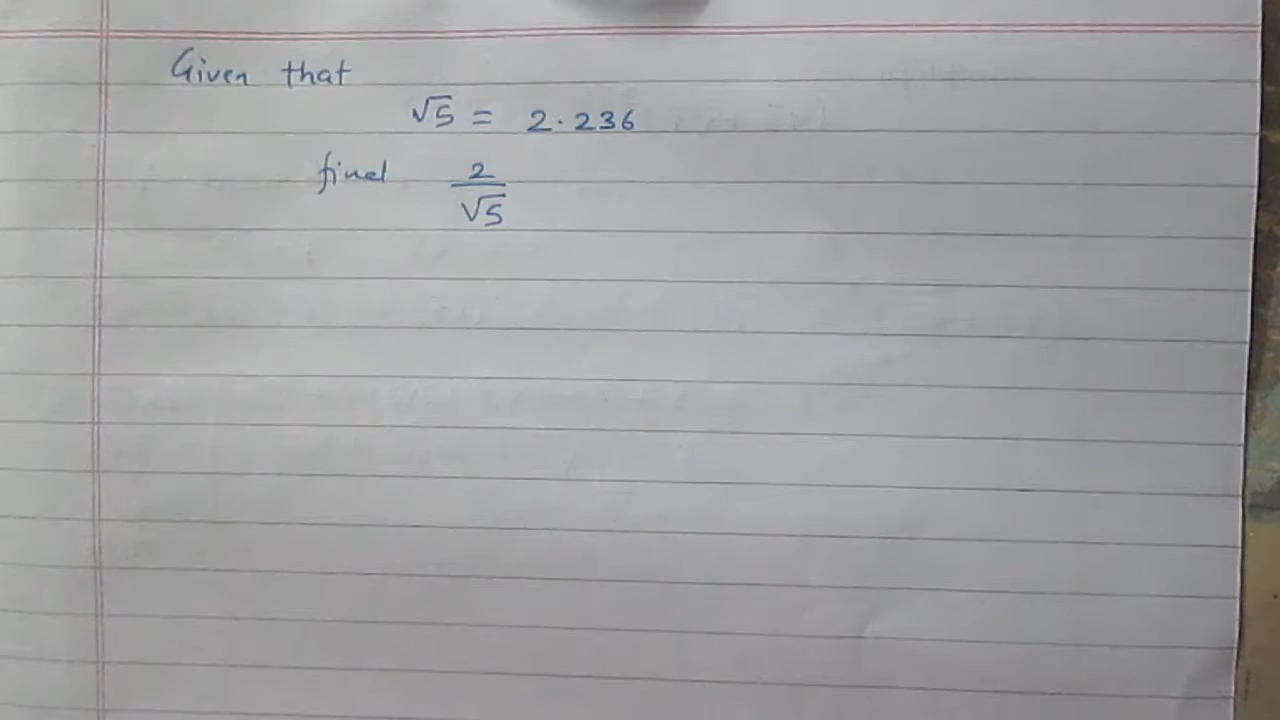 Given that
√5 = 2.236
find 2/√5